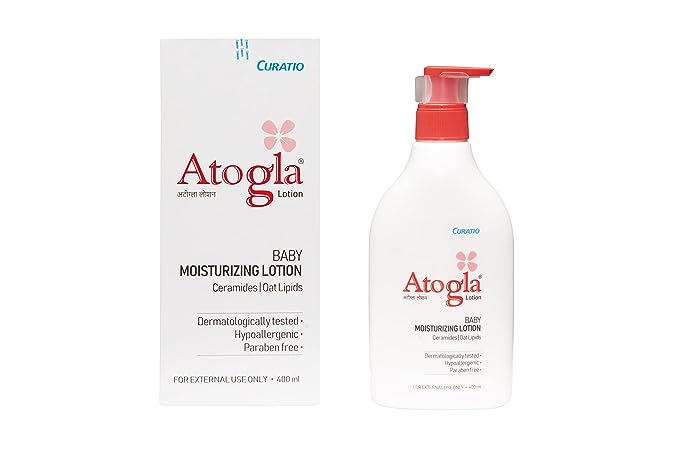 CURATIO
Atogla®
अटोग्ला लोशन Lotion
BABY
MOISTURIZING LOTION
Ceramides|Oat Lipids
Dermatologically tested •
Hypoallergenic •
Paraben free •
FOR EXTERNAL USE ONLY • 400 ml
CURATIO
Atogla®
अटोग्ला लोशन Lotion
BABY
MOISTURIZING LOTION
Ceramides|Oat Lipids
Dermatologically tested •
Hypoallergenic •
Paraben free •
FOR EXTERNAL USE ONLY • 400 ml